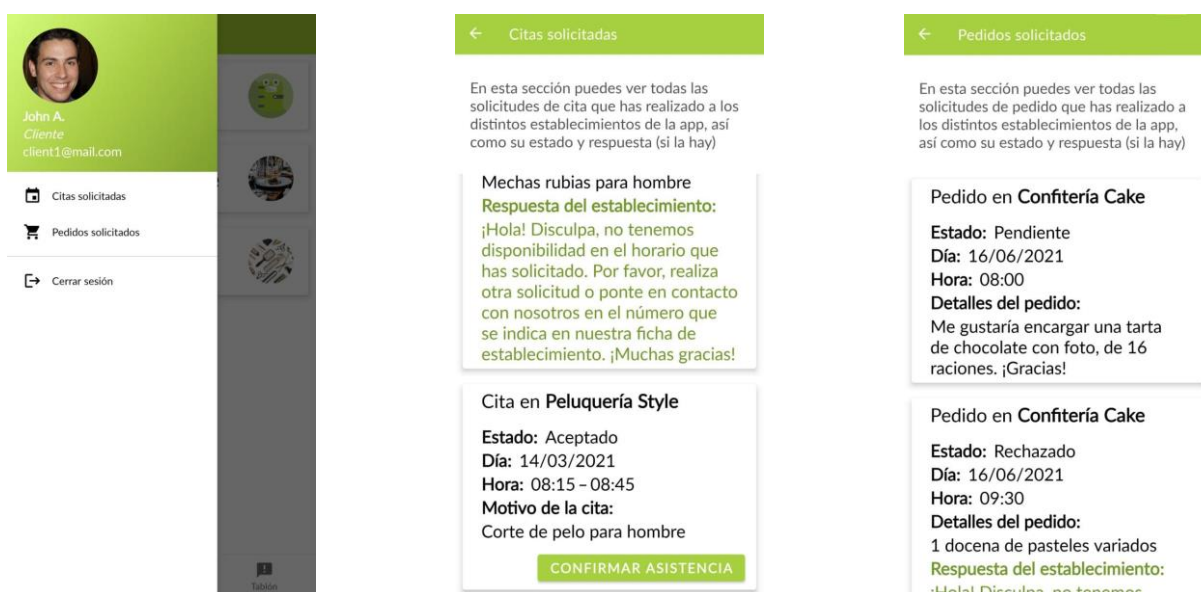 John A.
Cliente
client1@mail.com
Citas solicitadas
Pedidos solicitados
Cerrar sesión
Tablón
Citas solicitadas
En esta sección puedes ver todas las
solicitudes de cita que has realizado a los
distintos establecimientos de la app, así
como su estado y respuesta (si la hay)
Mechas rubias para hombre
Respuesta del establecimiento:
¡Hola! Disculpa, no tenemos
disponibilidad en el horario que
has solicitado. Por favor, realiza
otra solicitud o ponte en contacto
con nosotros en el número que
se indica en nuestra ficha de
establecimiento. ¡Muchas gracias!
Cita en Peluquería Style
Estado: Aceptado
Día: 14/03/2021
Hora: 08:15 – 08:45
Motivo de la cita:
Corte de pelo para hombre
CONFIRMAR ASISTENCIA
Pedidos solicitados
En esta sección puedes ver todas las
solicitudes de pedido que has realizado a
los distintos establecimientos de la app,
así como su estado y respuesta (si la hay)
Pedido en Confitería Cake
Estado: Pendiente
Día: 16/06/2021
Hora: 08:00
Detalles del pedido:
Me gustaría encargar una tarta
de chocolate con foto, de 16
raciones. ¡Gracias!
Pedido en Confitería Cake
Estado: Rechazado
Día: 16/06/2021
Hora: 09:30
Detalles del pedido:
1 docena de pasteles variados
Respuesta del establecimiento:
¡Hola! Disculpa, no tenemos